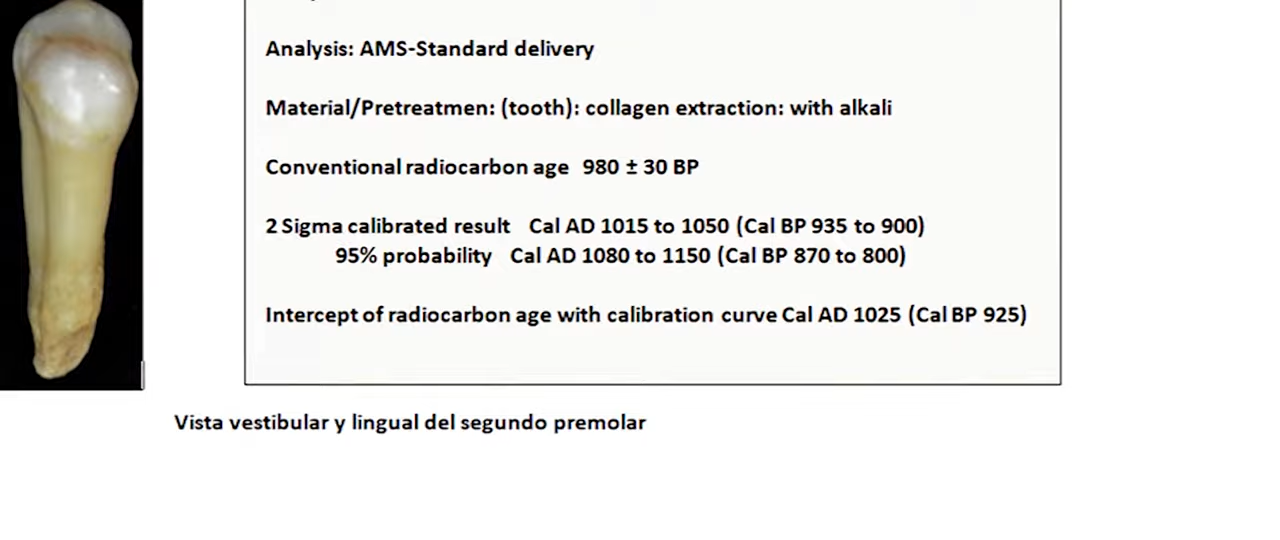 Analysis: AMS-Standard delivery
Material/Pretreatmen: (tooth): collagen extraction: with alkali
Conventional radiocarbon age 980 ± 30 BP
2 Sigma calibrated result Cal AD 1015 to 1050 (Cal BP 935 to 900)
95% probability Cal AD 1080 to 1150 (Cal BP 870 to 800)
Intercept of radiocarbon age with calibration curve Cal AD 1025 (Cal BP 925)
Vista vestibular y lingual del segundo premolar